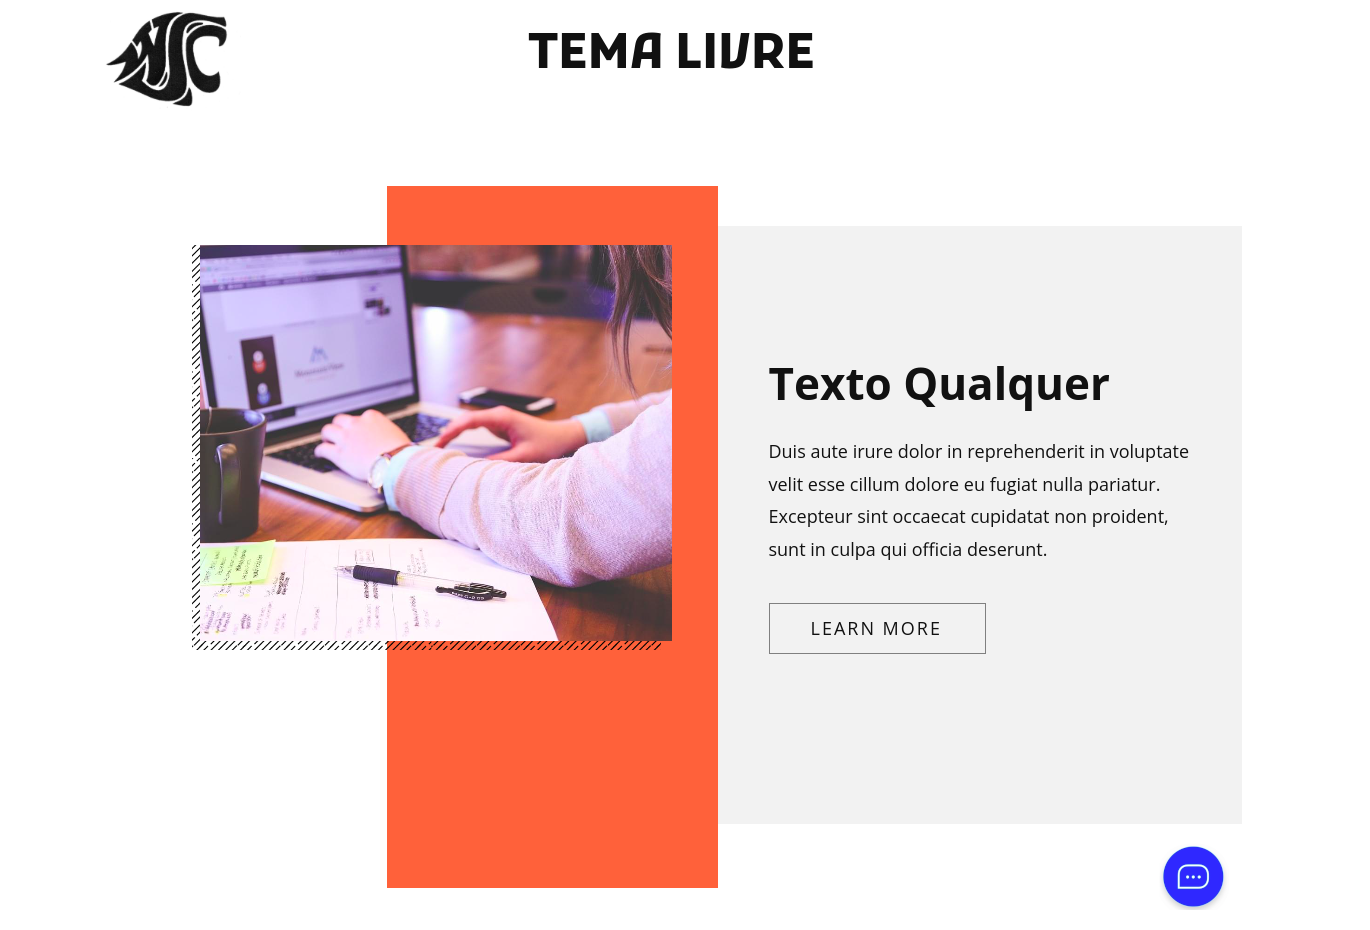 WSC
TEMA LIVRE
Texto Qualquer
Duis aute irure dolor in reprehenderit in voluptate
velit esse cillum dolore eu fugiat nulla pariatur.
Excepteur sint occaecat cupidatat non proident,
sunt in culpa qui officia deserunt.
LEARN MORE